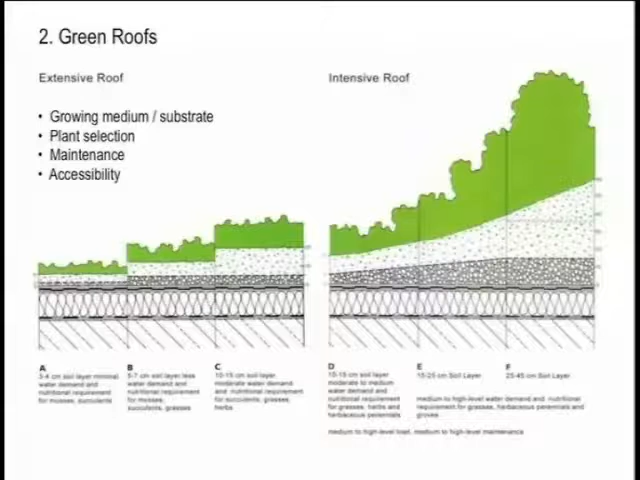 2. Green Roofs
Extensive Roof
Intensive Roof
• Growing medium / substrate
• Plant selection
• Maintenance
• Accessibility
A
3-4 cm soil layer minimal
water demand and
nutritional requirement
for mosses, succulents
B
5-7 cm soil layer less
water demand and
nutritional requirement
for mosses,
succulents, grasses
C
10-15 cm soil layer
moderate water demand
and nutritional requirement
for succulents, grasses,
herbs
D
15-15 cm soil layer
moderate to medium
water demand and
nutritional requirement
for grasses, herbs and
herbaceous perennials
E
15-25 cm Soil Layer
F
25-45 cm Soil Layer
medium to high-level water demand and nutritional
requirement for grasses, herbaceous perennials and
groves
medium to high-level load, medium to high-level maintenance